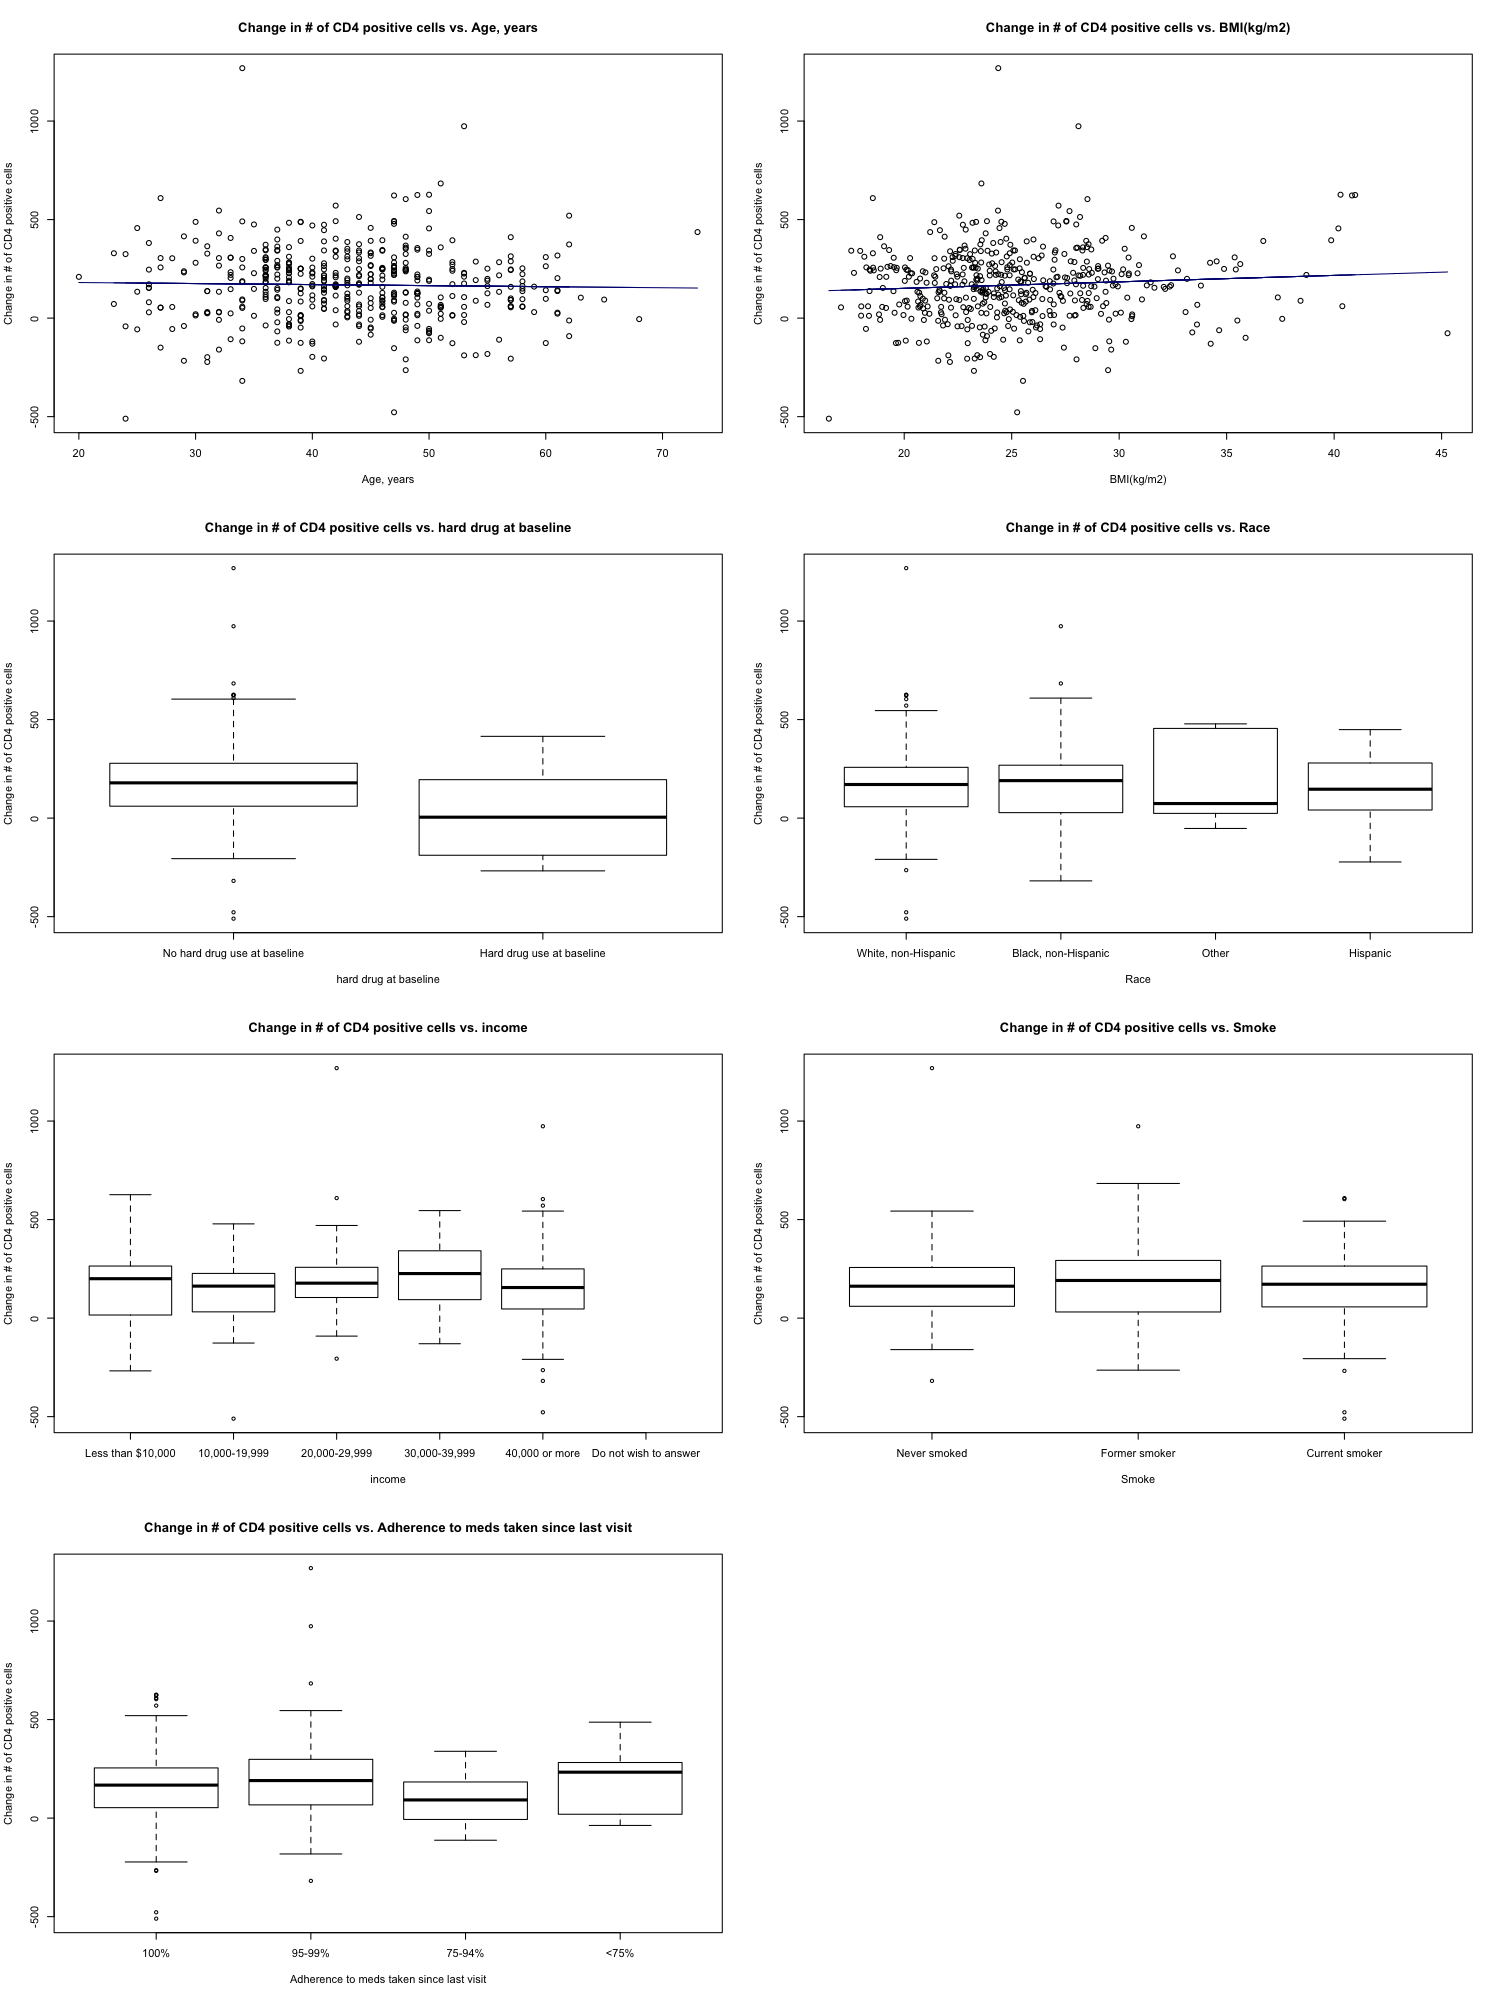 Change in # of CD4 positive cells vs. Age, years
Change in # of CD4 positive cells
1000
500
0
-500
20 30 40 50 60 70
Age, years
Change in # of CD4 positive cells vs. BMI(kg/m2)
Change in # of CD4 positive cells
1000
500
0
-500
20 25 30 35 40 45
BMI(kg/m2)
Change in # of CD4 positive cells vs. hard drug at baseline
Change in # of CD4 positive cells
1000
500
0
-500
No hard drug use at baseline Hard drug use at baseline
hard drug at baseline
Change in # of CD4 positive cells vs. Race
Change in # of CD4 positive cells
1000
500
0
-500
White, non-Hispanic Black, non-Hispanic Other Hispanic
Race
Change in # of CD4 positive cells vs. income
Change in # of CD4 positive cells
1000
500
0
-500
Less than $10,000 10,000-19,999 20,000-29,999 30,000-39,999 40,000 or more Do not wish to answer
income
Change in # of CD4 positive cells vs. Smoke
Change in # of CD4 positive cells
1000
500
0
-500
Never smoked Former smoker Current smoker
Smoke
Change in # of CD4 positive cells vs. Adherence to meds taken since last visit
Change in # of CD4 positive cells
1000
500
0
-500
100% 95-99% 75-94% <75%
Adherence to meds taken since last visit